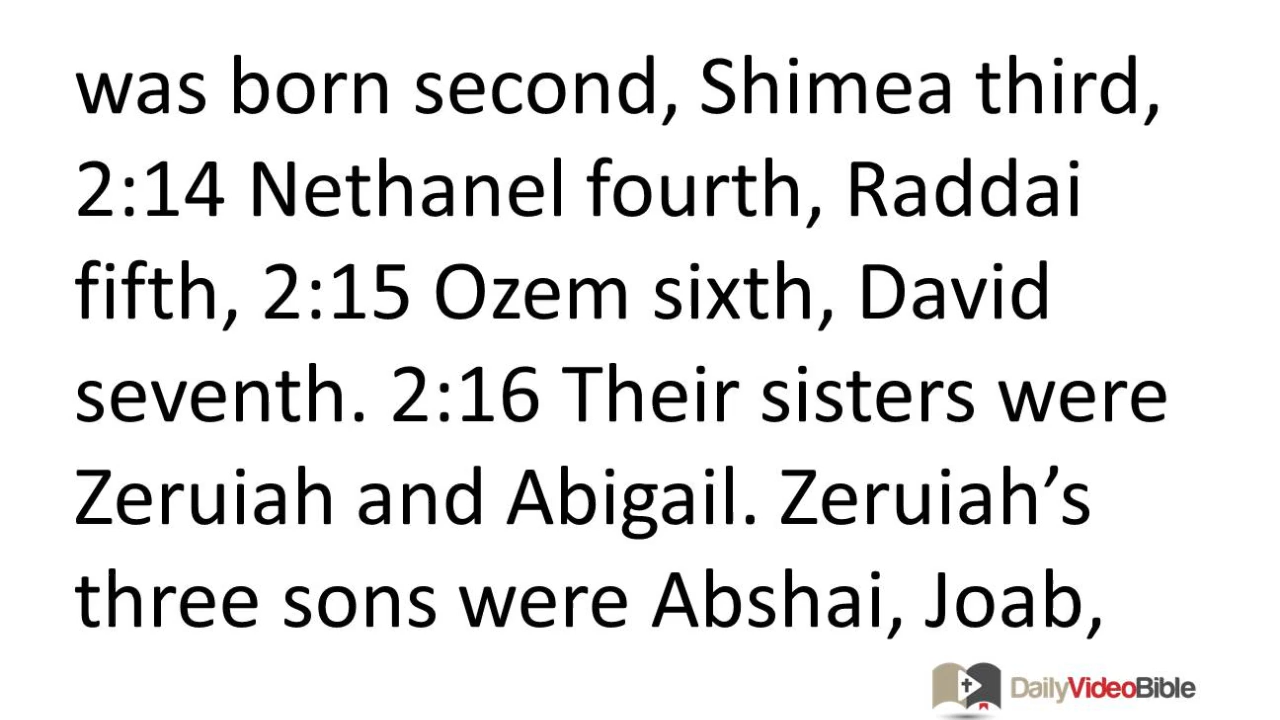 was born second, Shimea third,
2:14 Nethanel fourth, Raddai
fifth, 2:15 Ozem sixth, David
seventh. 2:16 Their sisters were
Zeruiah and Abigail. Zeruiah’s
three sons were Abshai, Joab,
DailyVideoBible